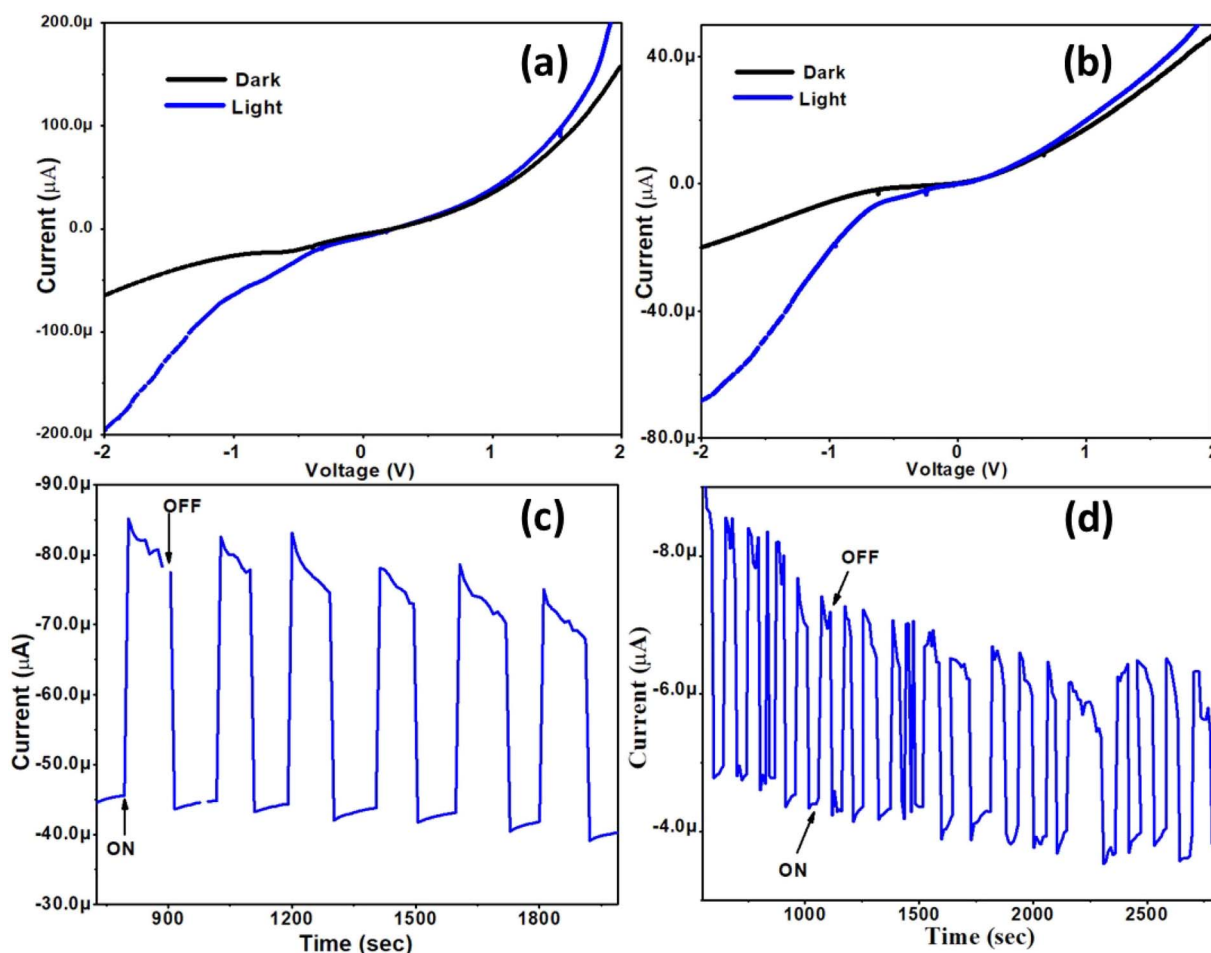 (a)
Dark
Light
200.0µ
100.0µ
0.0
-100.0µ
-200.0µ
Current (µA)
-2
-1
0
1
2
Voltage (V)
(b)
Dark
Light
40.0µ
0.0
-40.0µ
-80.0µ
Current (µA)
-2
-1
0
1
2
Voltage (V)
(c)
OFF
ON
-90.0µ
-80.0µ
-70.0µ
-60.0µ
-50.0µ
-40.0µ
-30.0µ
Current (µA)
900
1200
1500
1800
Time (sec)
(d)
OFF
ON
-8.0µ
-6.0µ
-4.0µ
Current (µA)
1000
1500
2000
2500
Time (sec)